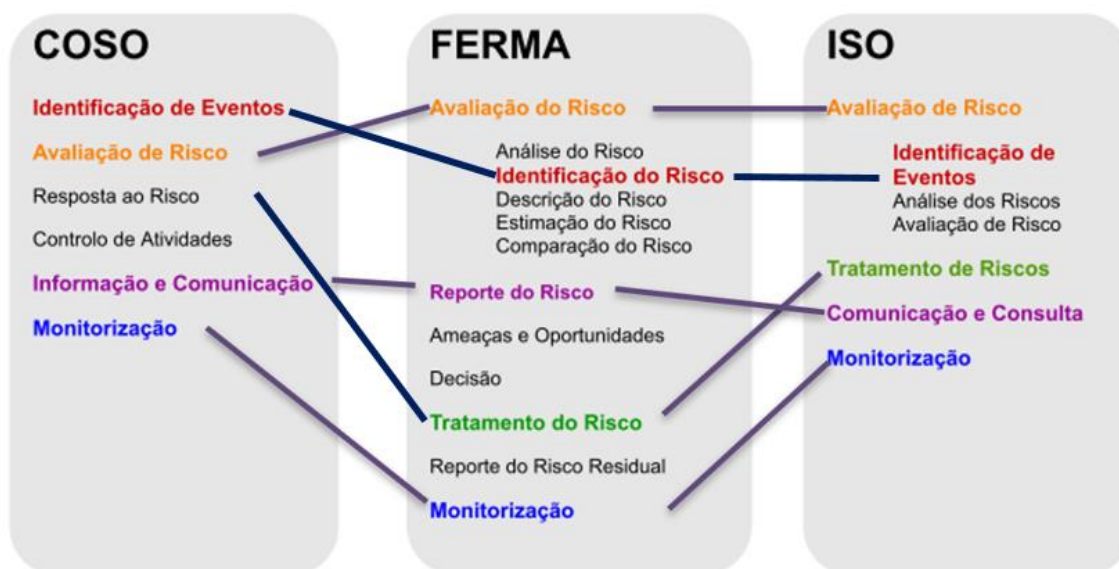 COSO
Identificação de Eventos
Avaliação de Risco
Resposta ao Risco
Controlo de Atividades
Informação e Comunicação
Monitorização
FERMA
Avaliação do Risco
Análise do Risco
Identificação do Risco
Descrição do Risco
Estimação do Risco
Comparação do Risco
Reporte do Risco
Ameaças e Oportunidades
Decisão
Tratamento do Risco
Reporte do Risco Residual
Monitorização
ISO
Avaliação de Risco
Identificação de
Eventos
Análise dos Riscos
Avaliação de Risco
Tratamento de Riscos
Comunicação e Consulta
Monitorização